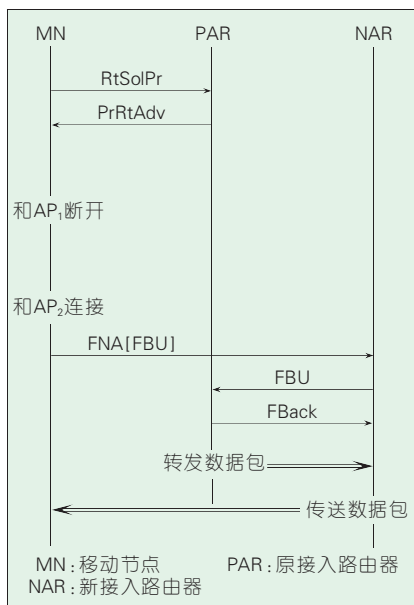 MN PAR NAR
RtSolPr
PrRtAdv
和AP₁断开
和AP₂连接
FNA[FBU]
FBU
FBack
转发数据包
传送数据包
MN:移动节点 PAR:原接入路由器
NAR:新接入路由器